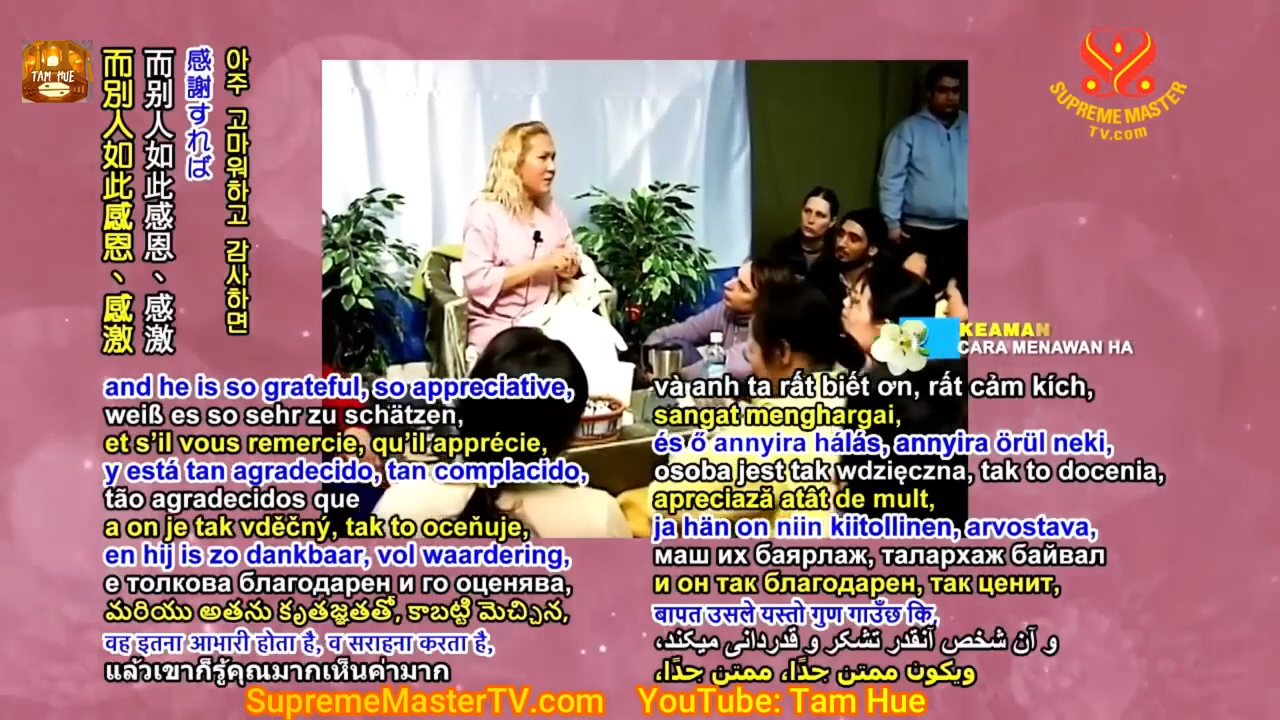 TAM HUE
而別人如此感恩、感激
而别人如此感恩、感激
感謝すれば
아주 고마워하고 감사하면
SUPREME MASTER
TV.com
KEAMAN
CARA MENAWAN HA
and he is so grateful, so appreciative,
weiß es so sehr zu schätzen,
et s'il vous remercie, qu'il apprécie,
y está tan agradecido, tan complacido,
tão agradecidos que
a on je tak vděčný, tak to oceňuje,
en hij is zo dankbaar, vol waardering,
е толкова благодарен и го оценява,
మరియు అతను కృతజ్ఞతతో, కాబట్టి మెచ్చిన,
वह इतना आभारी होता है, व सराहना करता है,
แล้วเขาก็รู้คุณมากเห็นค่ามาก
và anh ta rất biết ơn, rất cảm kích,
sangat menghargai,
és ő annyira hálás, annyira örül neki,
osoba jest tak wdzięczna, tak to docenia,
apreciază atât de mult,
ja hän on niin kiitollinen, arvostava,
маш их баярлаж, талархаж байвал
и он так благодарен, так ценит,
बापत उसले यस्तो गुण गाउँछ कि,
و آن شخص آنقدر تشکر و قدردانی میکند،
ويكون ممتن جدًا، ممتن جدًا،
SupremeMasterTV.com YouTube: Tam Hue